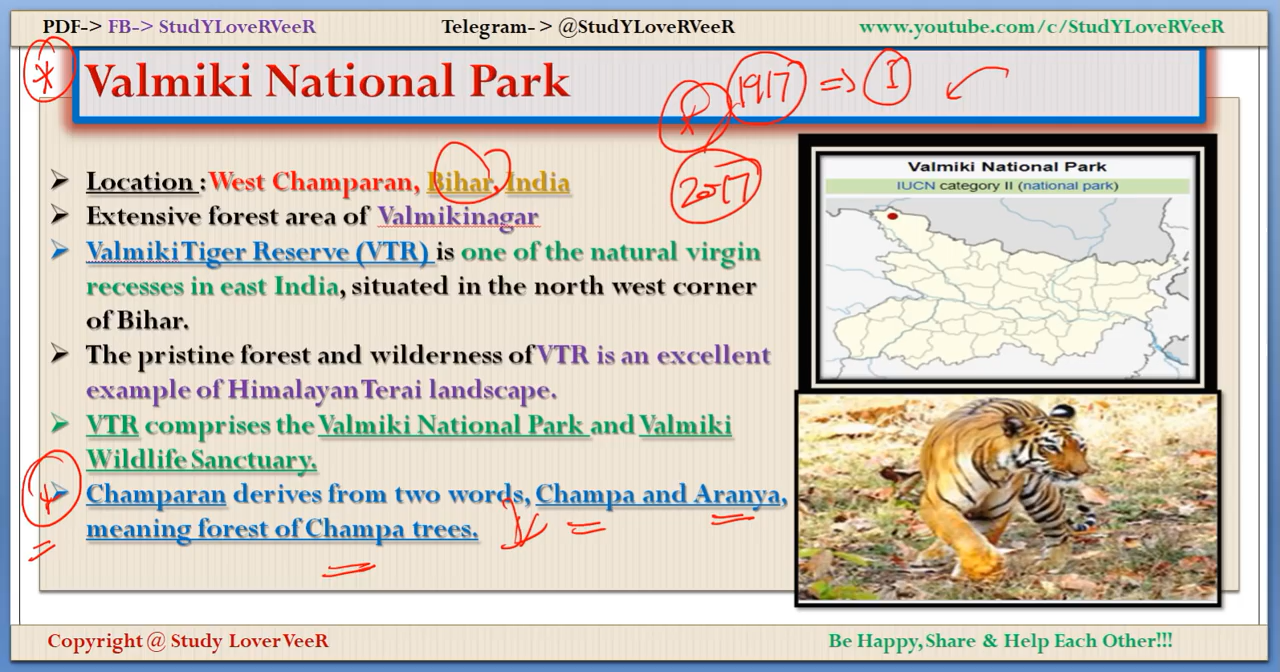 PDF-> FB-> StudYLoveRVeeR
Telegram- > @StudYLoveRVeeR
www.youtube.com/c/StudYLoveRVeeR
Valmiki National Park
1917 => I
2017
Location : West Champaran, Bihar, India
Extensive forest area of Valmikinagar
Valmiki Tiger Reserve (VTR) is one of the natural virgin
recesses in east India, situated in the north west corner
of Bihar.
The pristine forest and wilderness of VTR is an excellent
example of Himalayan Terai landscape.
VTR comprises the Valmiki National Park and Valmiki
Wildlife Sanctuary.
Champaran derives from two words, Champa and Aranya,
meaning forest of Champa trees.
Valmiki National Park
IUCN category II (national park)
Copyright @ Study LoverVeeR
Be Happy, Share & Help Each Other!!!